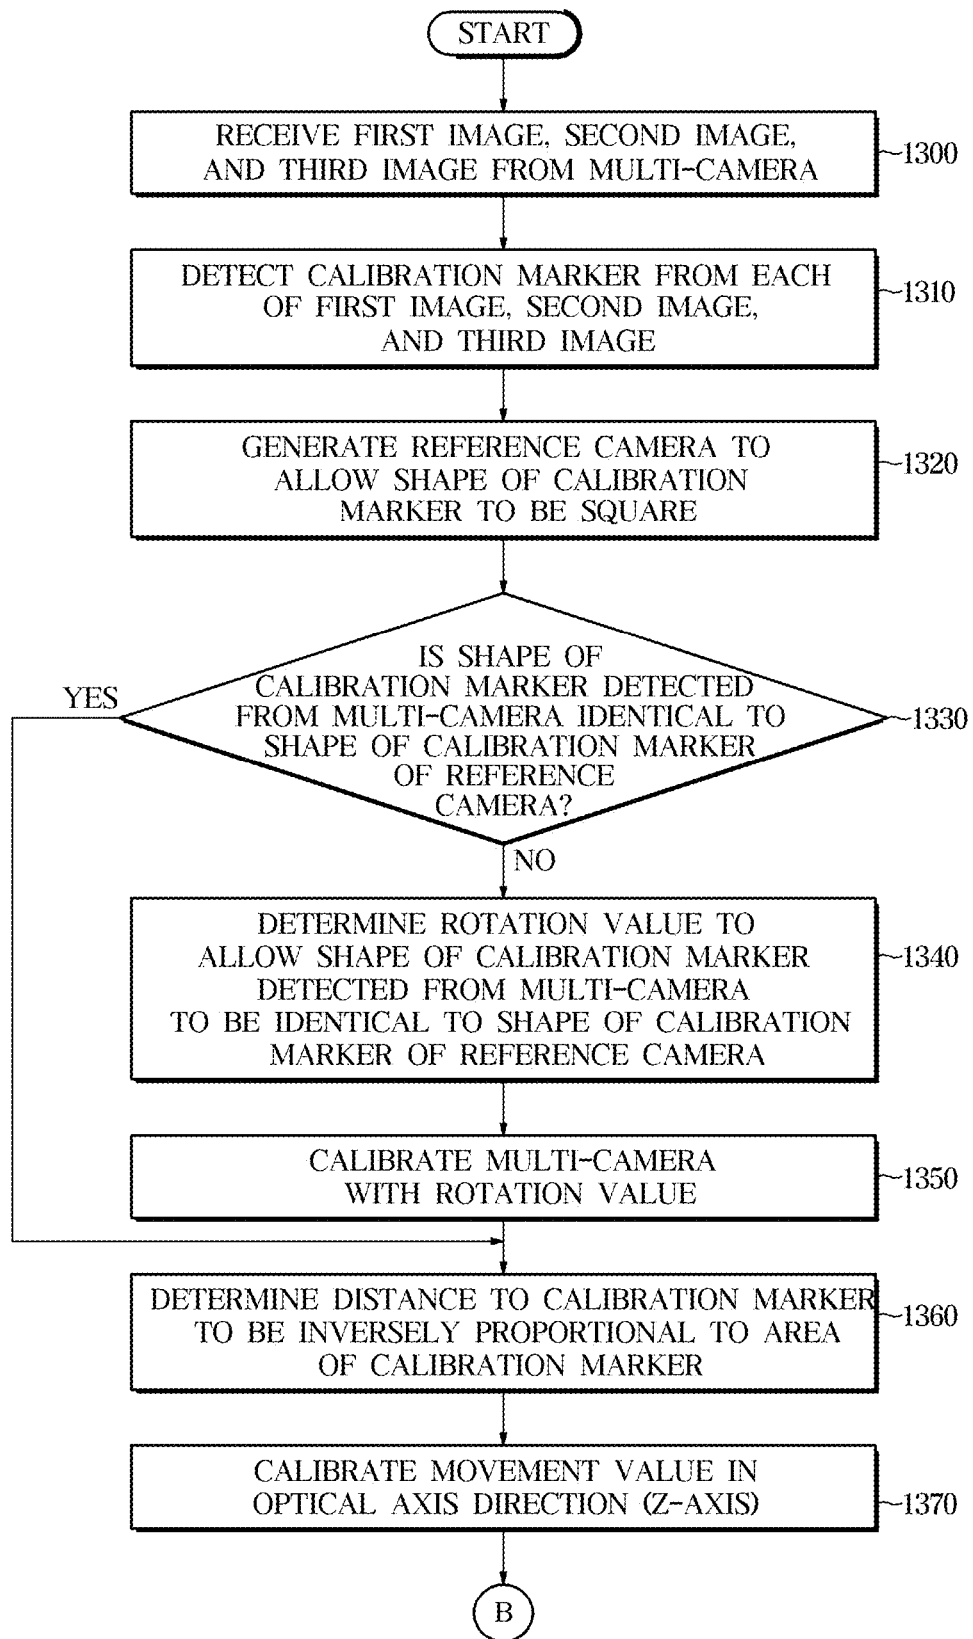 START
RECEIVE FIRST IMAGE, SECOND IMAGE,
AND THIRD IMAGE FROM MULTI-CAMERA
1300
DETECT CALIBRATION MARKER FROM EACH
OF FIRST IMAGE, SECOND IMAGE,
AND THIRD IMAGE
1310
GENERATE REFERENCE CAMERA TO
ALLOW SHAPE OF CALIBRATION
MARKER TO BE SQUARE
1320
IS SHAPE OF
CALIBRATION MARKER DETECTED
FROM MULTI-CAMERA IDENTICAL TO
SHAPE OF CALIBRATION MARKER
OF REFERENCE
CAMERA?
1330
YES
NO
DETERMINE ROTATION VALUE TO
ALLOW SHAPE OF CALIBRATION MARKER
DETECTED FROM MULTI-CAMERA
TO BE IDENTICAL TO SHAPE OF CALIBRATION
MARKER OF REFERENCE CAMERA
1340
CALIBRATE MULTI-CAMERA
WITH ROTATION VALUE
1350
DETERMINE DISTANCE TO CALIBRATION MARKER
TO BE INVERSELY PROPORTIONAL TO AREA
OF CALIBRATION MARKER
1360
CALIBRATE MOVEMENT VALUE IN
OPTICAL AXIS DIRECTION (Z-AXIS)
1370
B